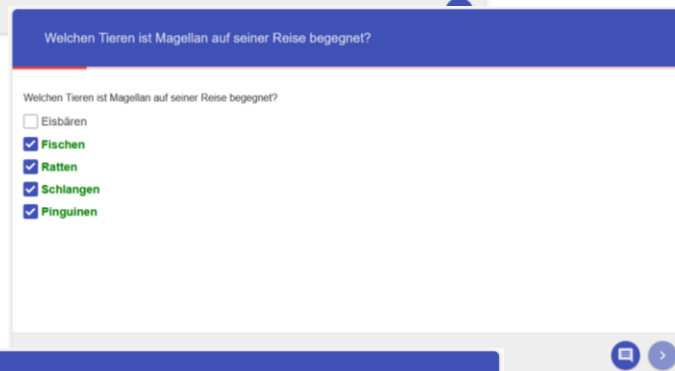 Welchen Tieren ist Magellan auf seiner Reise begegnet?
Welchen Tieren ist Magellan auf seiner Reise begegnet?
Eisbären
Fischen
Ratten
Schlangen
Pinguinen